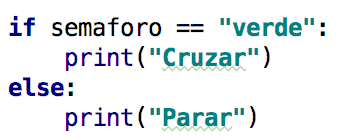 if semaforo == "verde":
    print("Cruzar")
else:
    print("Parar")